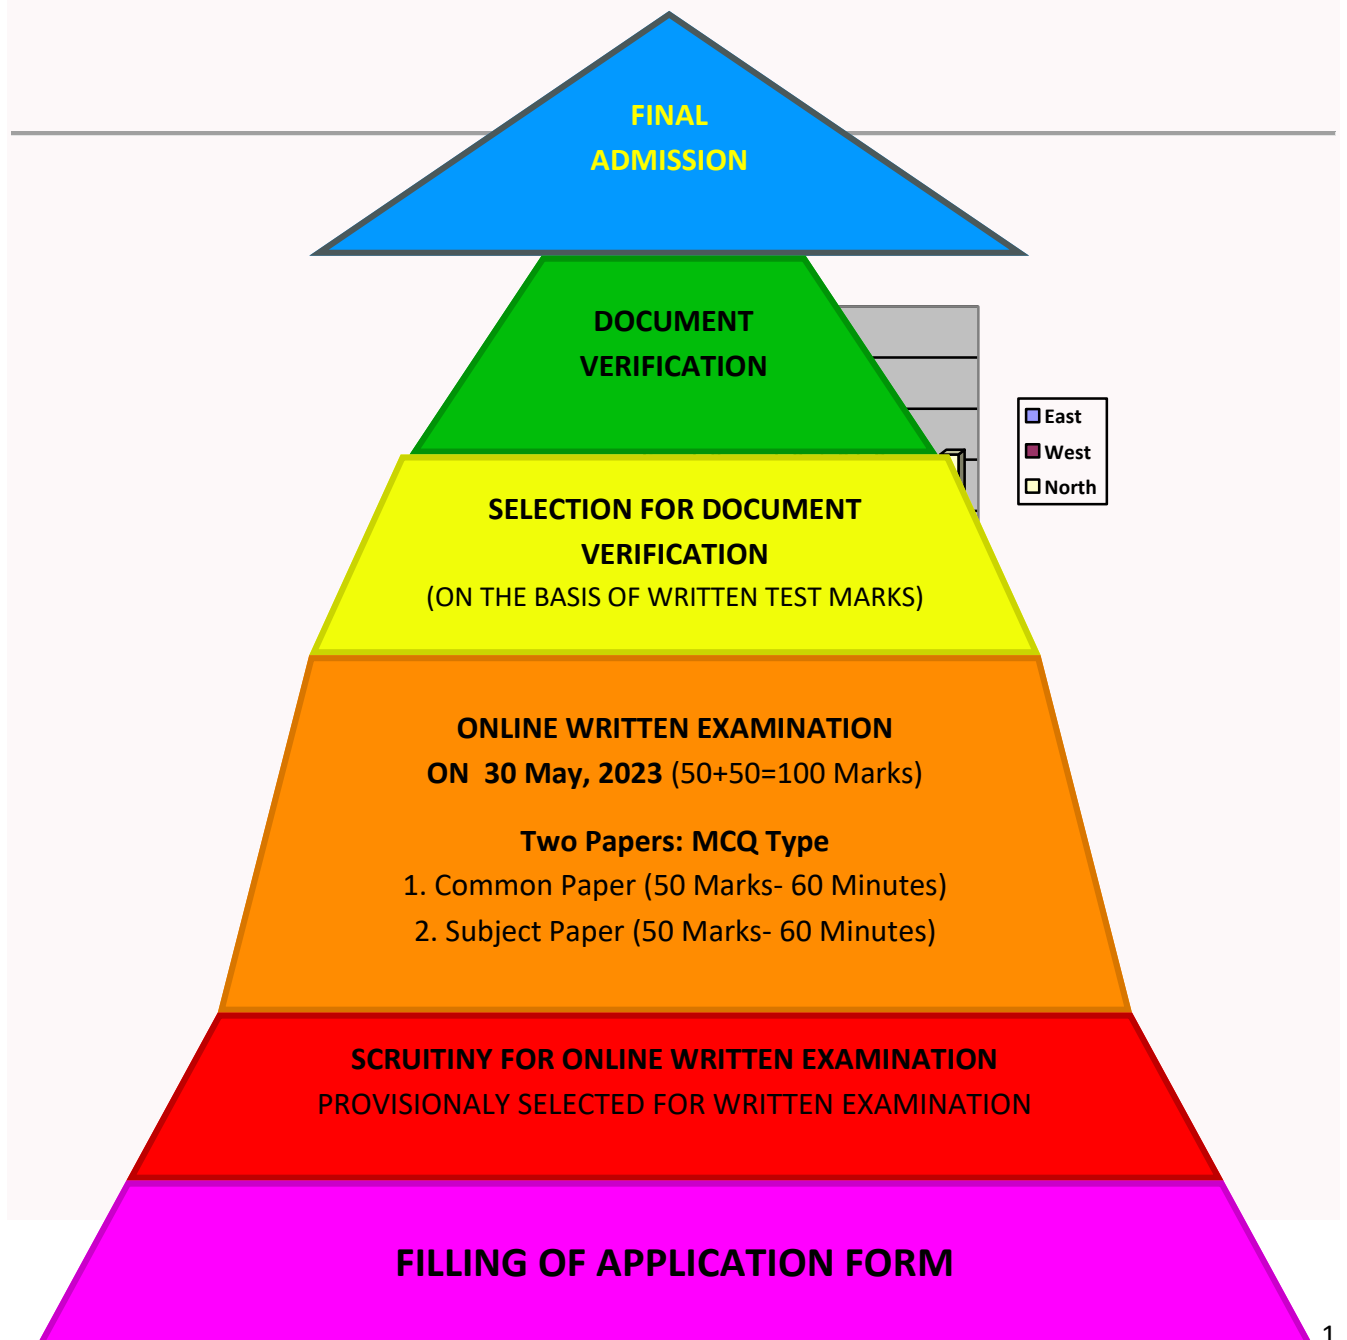 FINAL
ADMISSION
DOCUMENT
VERIFICATION
East
West
North
SELECTION FOR DOCUMENT
VERIFICATION
(ON THE BASIS OF WRITTEN TEST MARKS)
ONLINE WRITTEN EXAMINATION
ON 30 May, 2023 (50+50=100 Marks)
Two Papers: MCQ Type
1. Common Paper (50 Marks- 60 Minutes)
2. Subject Paper (50 Marks- 60 Minutes)
SCRUITINY FOR ONLINE WRITTEN EXAMINATION
PROVISIONALY SELECTED FOR WRITTEN EXAMINATION
FILLING OF APPLICATION FORM
1